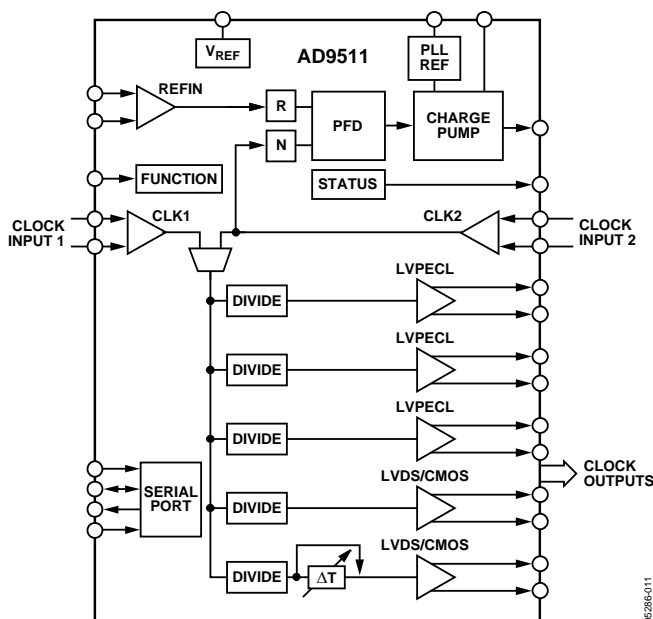 VREF
AD9511
PLL
REF
REFIN
R
PFD
CHARGE
PUMP
N
FUNCTION
STATUS
CLOCK
INPUT 1
CLK1
CLK2
CLOCK
INPUT 2
LVPECL
DIVIDE
LVPECL
DIVIDE
LVPECL
DIVIDE
SERIAL
PORT
LVDS/CMOS
DIVIDE
CLOCK
OUTPUTS
LVDS/CMOS
DIVIDE
ΔT
05286-011